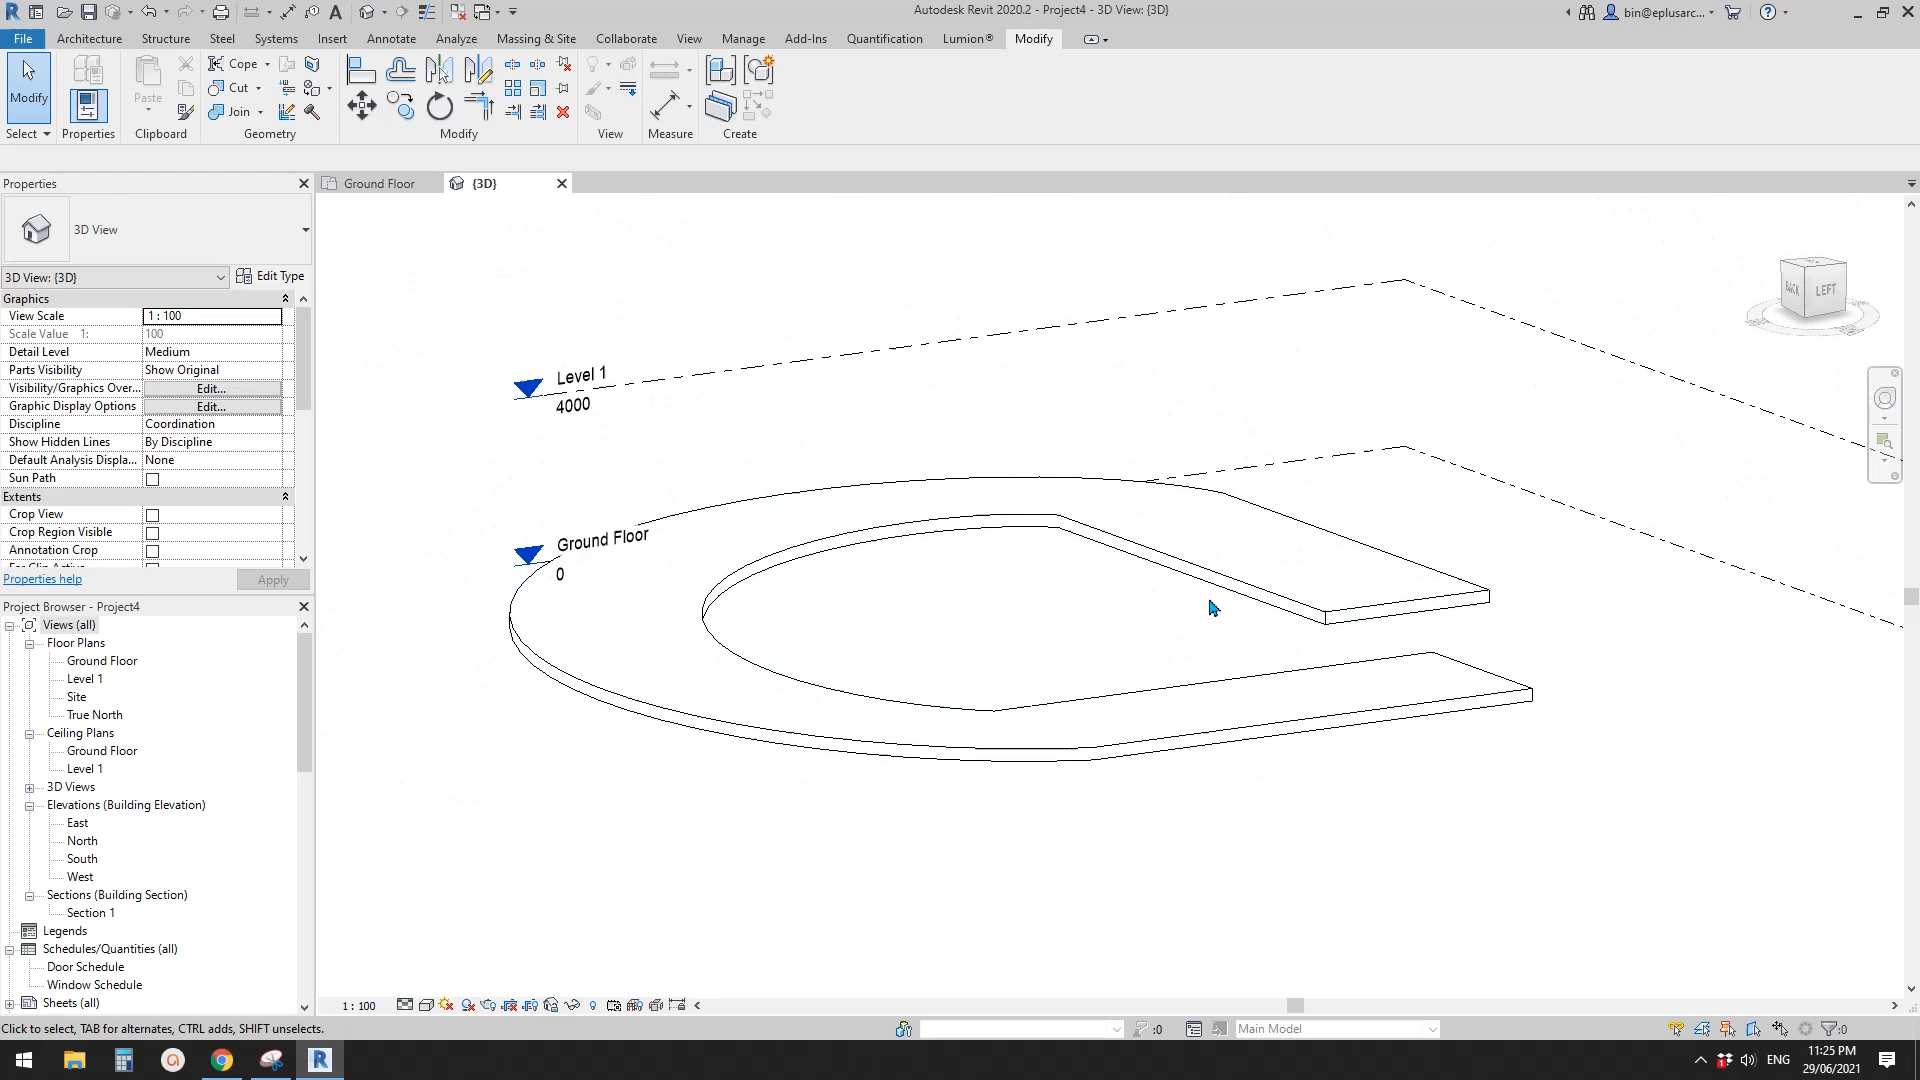 Autodesk Revit 2020.2 - Project4 - 3D View: {3D}
bin@eplusarc...
File Architecture Structure Steel Systems Insert Annotate Analyze Massing & Site Collaborate View Manage Add-Ins Quantification Lumion® Modify
Modify
Paste
Cope
Cut
Join
Select Properties Clipboard Geometry Modify View Measure Create
Properties
Ground Floor
{3D}
3D View
3D View: {3D}
Edit Type
Graphics
View Scale 1 : 100
Scale Value 1: 100
Detail Level Medium
Parts Visibility Show Original
Visibility/Graphics Over... Edit...
Graphic Display Options Edit...
Discipline Coordination
Show Hidden Lines By Discipline
Default Analysis Displa... None
Sun Path
Extents
Crop View
Crop Region Visible
Annotation Crop
Properties help
Apply
Project Browser - Project4
Views (all)
Floor Plans
Ground Floor
Level 1
Site
True North
Ceiling Plans
Ground Floor
Level 1
3D Views
Elevations (Building Elevation)
East
North
South
West
Sections (Building Section)
Section 1
Legends
Schedules/Quantities (all)
Door Schedule
Window Schedule
Sheets (all)
Level 1
4000
Ground Floor
0
BACK
LEFT
1 : 100
Click to select, TAB for alternates, CTRL adds, SHIFT unselects.
:0
Main Model
:0
ENG
11:25 PM
29/06/2021